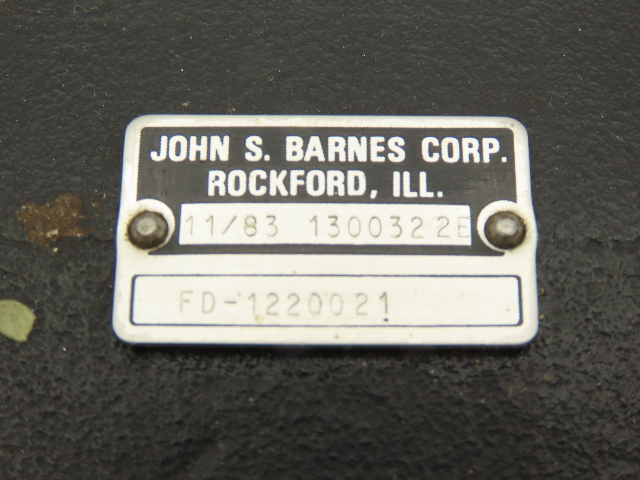 JOHN S. BARNES CORP.
ROCKFORD, ILL.
11/83 1300322E
FD-1220021